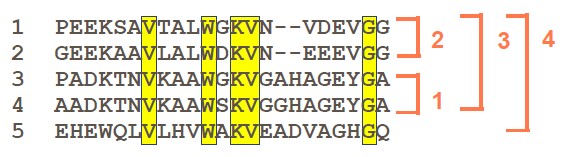 1 PEEKSAVTALWGKVN--VDEVGG
2 GEEKAAVLALWDKVN--EEEVGG
3 PADKTNVKAAWGKVGAHAGEYGA
4 AADKTNVKAAWSKVGGHAGEYGA
5 EHEWQLVLHVWAKVEADVAGHGQ
2
1
3
4